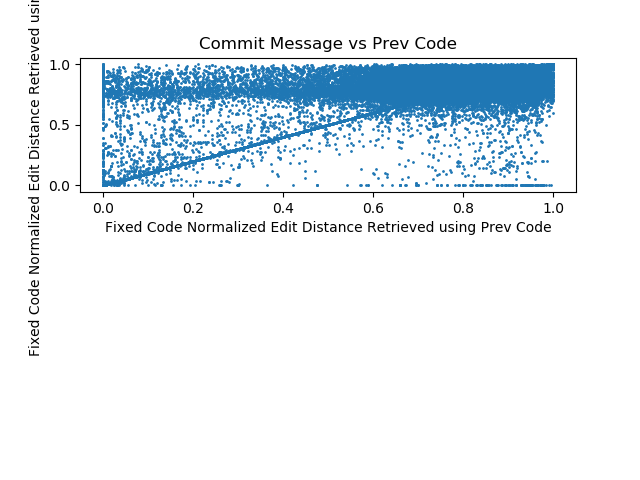 Commit Message vs Prev Code
Fixed Code Normalized Edit Distance Retrieved
1.0
0.5
0.0
0.0 0.2 0.4 0.6 0.8 1.0
Fixed Code Normalized Edit Distance Retrieved using Prev Code